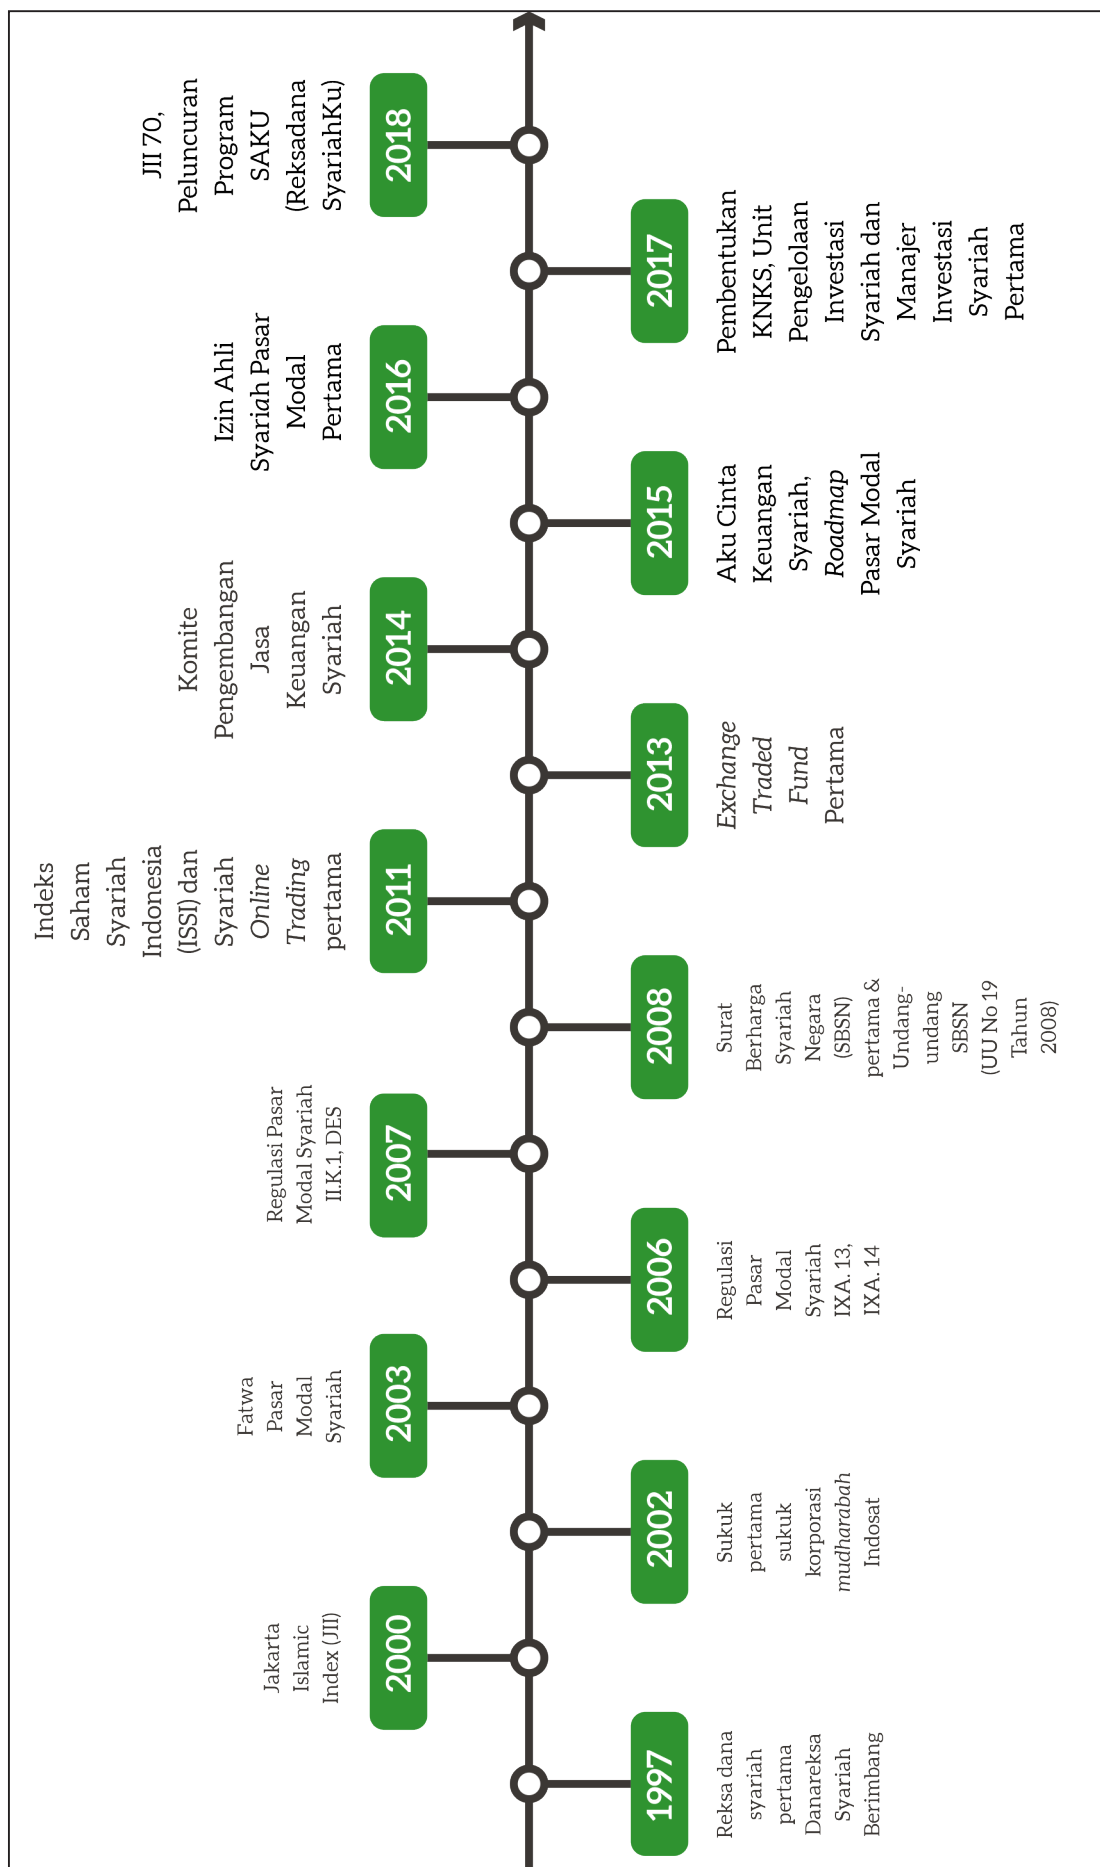 1997
Reksa dana
syariah
pertama
Danareksa
Syariah
Berimbang
Jakarta
Islamic
Index (JII)
2000
2002
Sukuk
pertama
sukuk
korporasi
mudharabah
Indosat
Fatwa
Pasar
Modal
Syariah
2003
2006
Regulasi
Pasar
Modal
Syariah
IXA. 13,
IXA. 14
Regulasi Pasar
Modal Syariah
II.K.1, DES
2007
2008
Surat
Berharga
Syariah
Negara
(SBSN)
pertama &
Undang-
undang
SBSN
(UU No 19
Tahun
2008)
Indeks
Saham
Syariah
Indonesia
(ISSI) dan
Syariah
Online
Trading
pertama
2011
2013
Exchange
Traded
Fund
Pertama
Komite
Pengembangan
Jasa
Keuangan
Syariah
2014
2015
Aku Cinta
Keuangan
Syariah,
Roadmap
Pasar Modal
Syariah
Izin Ahli
Syariah Pasar
Modal
Pertama
2016
2017
Pembentukan
KNKS, Unit
Pengelolaan
Investasi
Syariah dan
Manajer
Investasi
Syariah
Pertama
JII 70,
Peluncuran
Program
SAKU
(Reksadana
SyariahKu)
2018